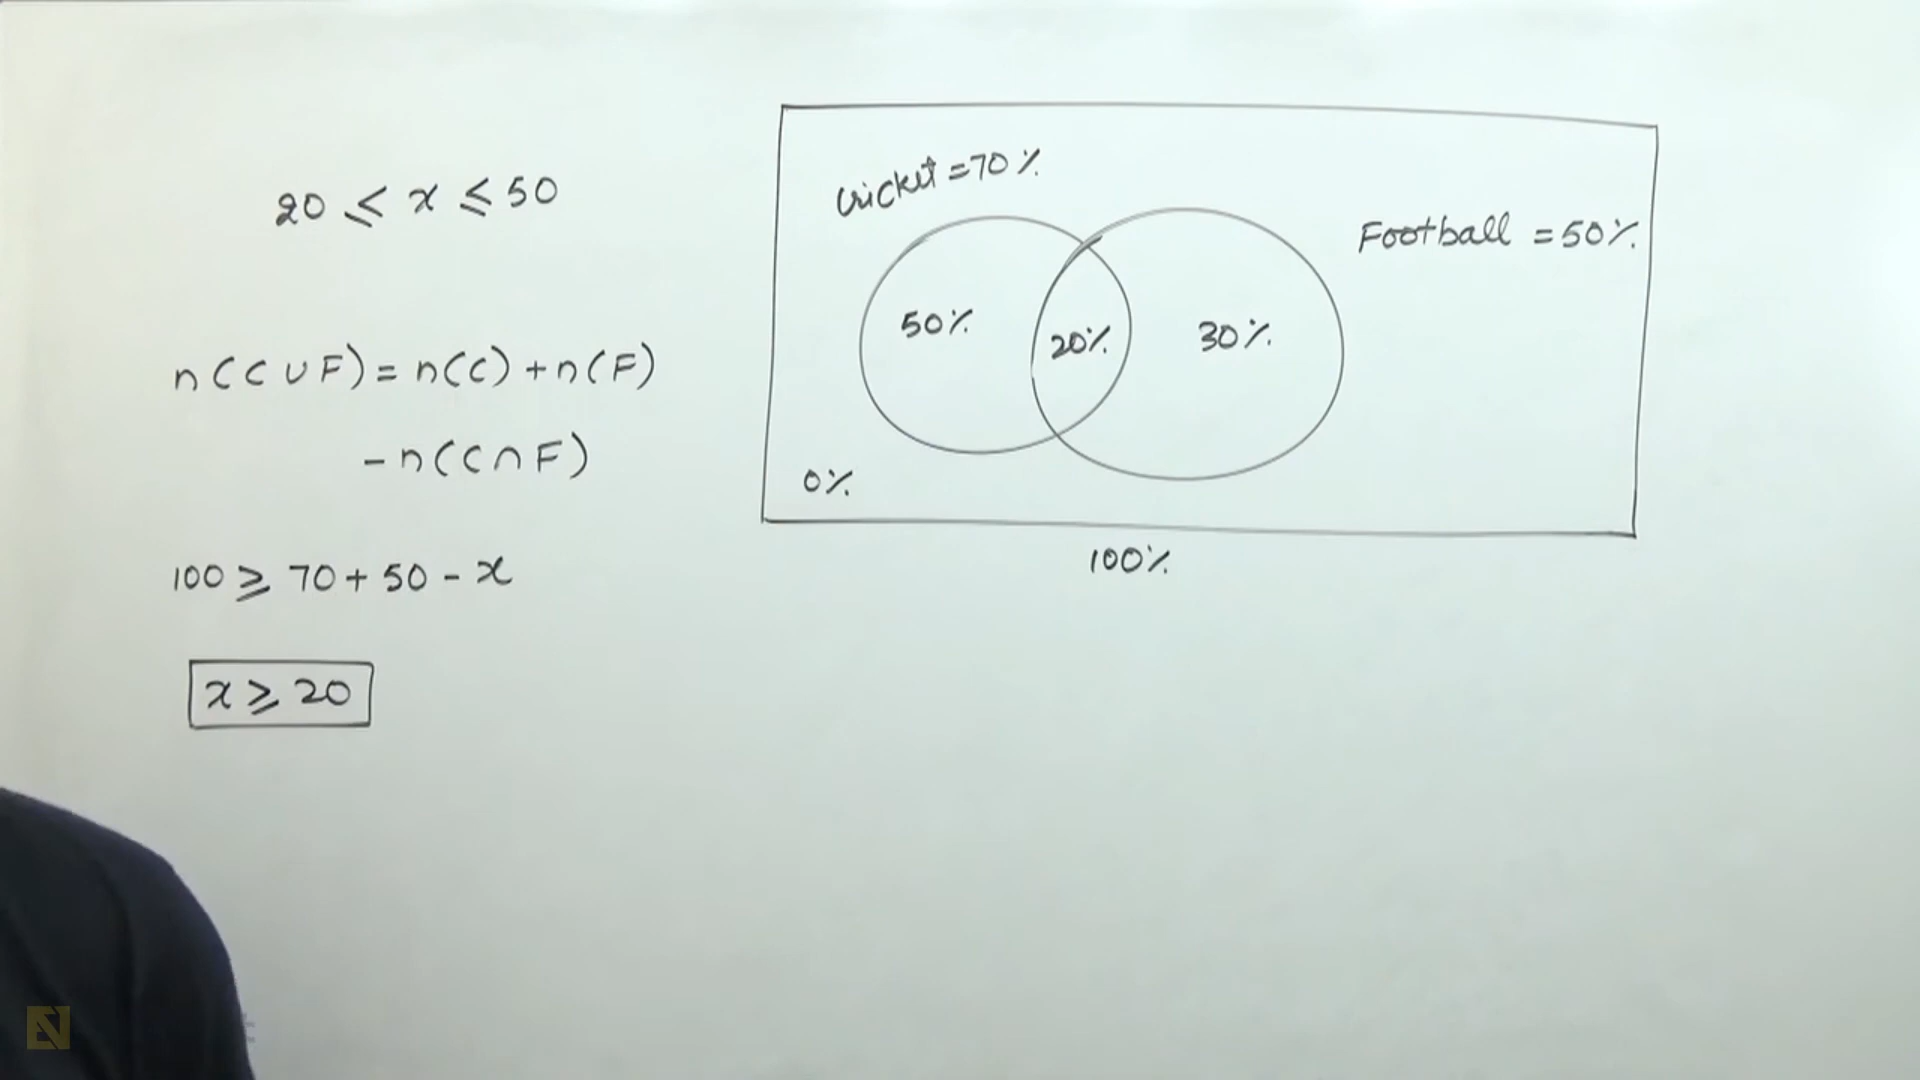 20 ≤ x ≤ 50
n(C∪F) = n(C) + n(F)
- n(C∩F)
100 ≥ 70 + 50 - x
x ≥ 20
Cricket = 70%
Football = 50%
50%
20%
30%
0%
100%